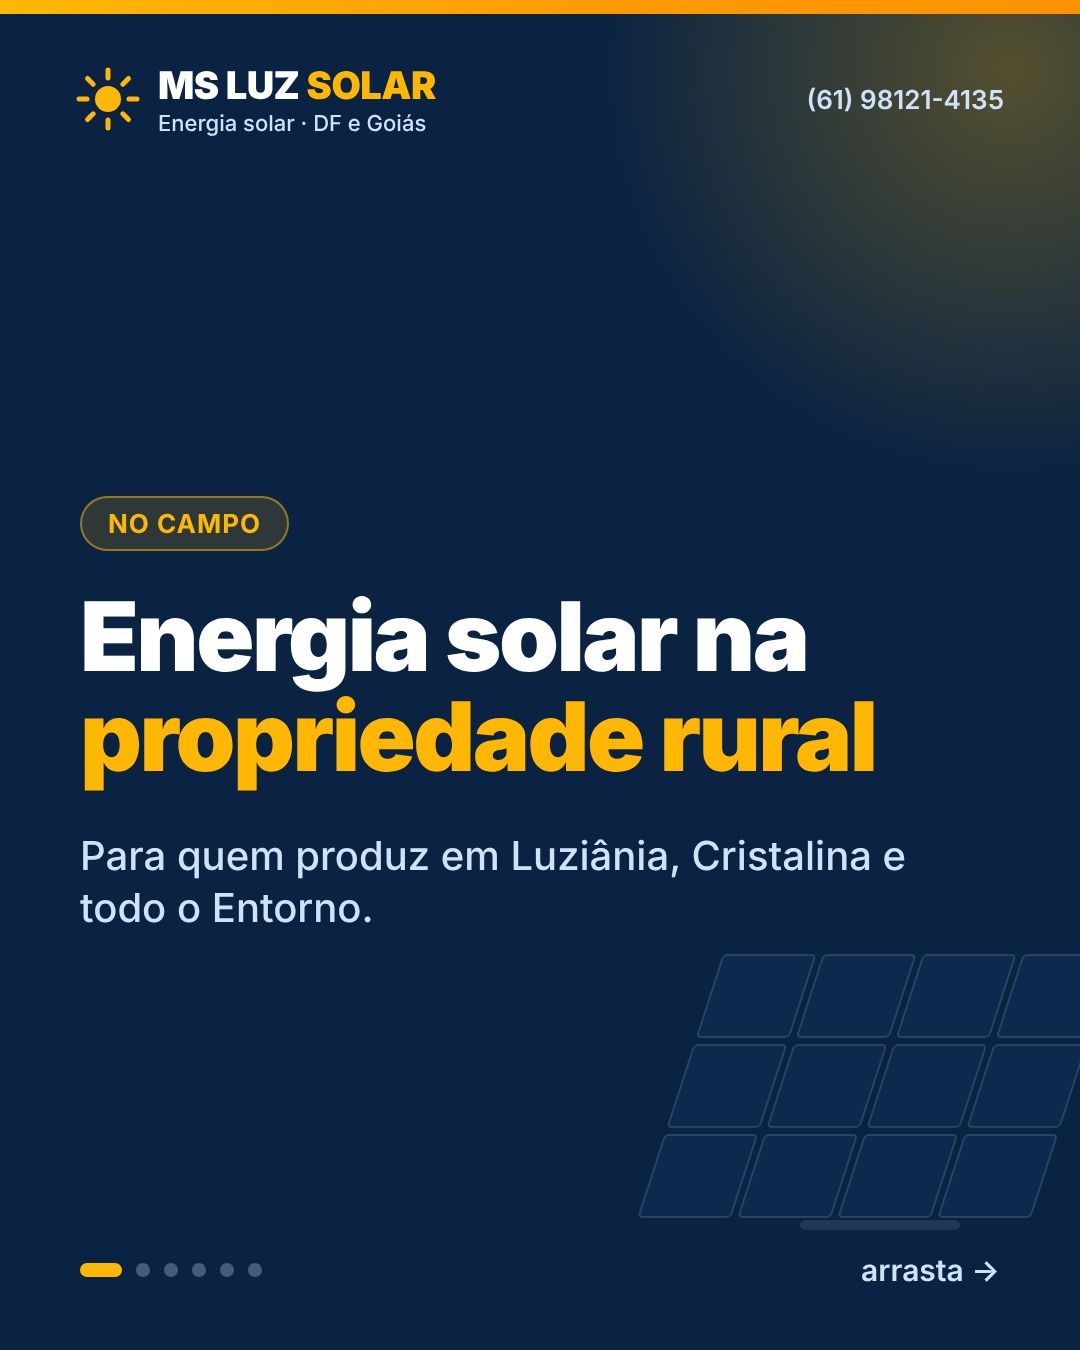 MS LUZ SOLAR
Energia solar · DF e Goiás
(61) 98121-4135
NO CAMPO
Energia solar na
propriedade rural
Para quem produz em Luziânia, Cristalina e
todo o Entorno.
arrasta →